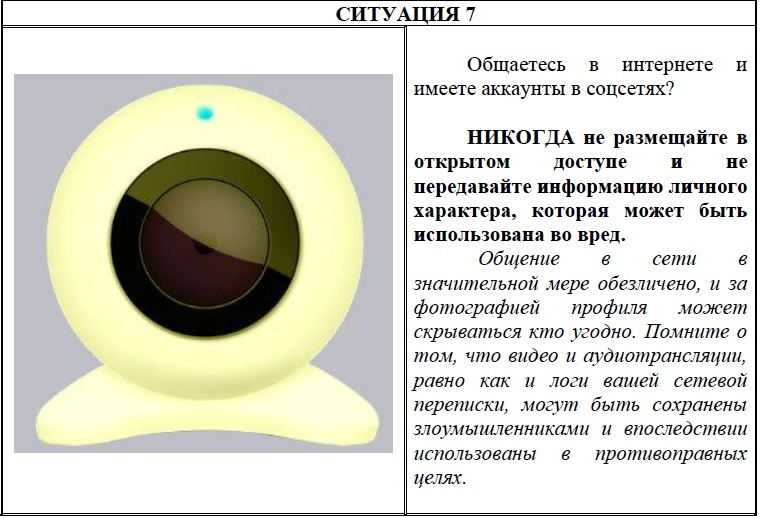 СИТУАЦИЯ 7
Общаетесь в интернете и
имеете аккаунты в соцсетях?
НИКОГДА не размещайте в
открытом доступе и не
передавайте информацию личного
характера, которая может быть
использована во вред.
Общение в сети в
значительной мере обезличено, и за
фотографией профиля может
скрываться кто угодно. Помните о
том, что видео и аудиотрансляции,
равно как и логи вашей сетевой
переписки, могут быть сохранены
злоумышленниками и впоследствии
использованы в противоправных
целях.